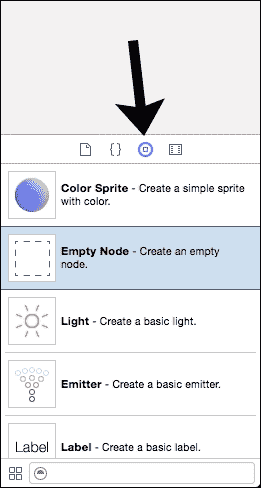 { }
Color Sprite - Create a simple sprite
with color.
Empty Node - Create an empty
node.
Light - Create a basic light.
Emitter - Create a basic emitter.
Label
Label - Create a basic label.